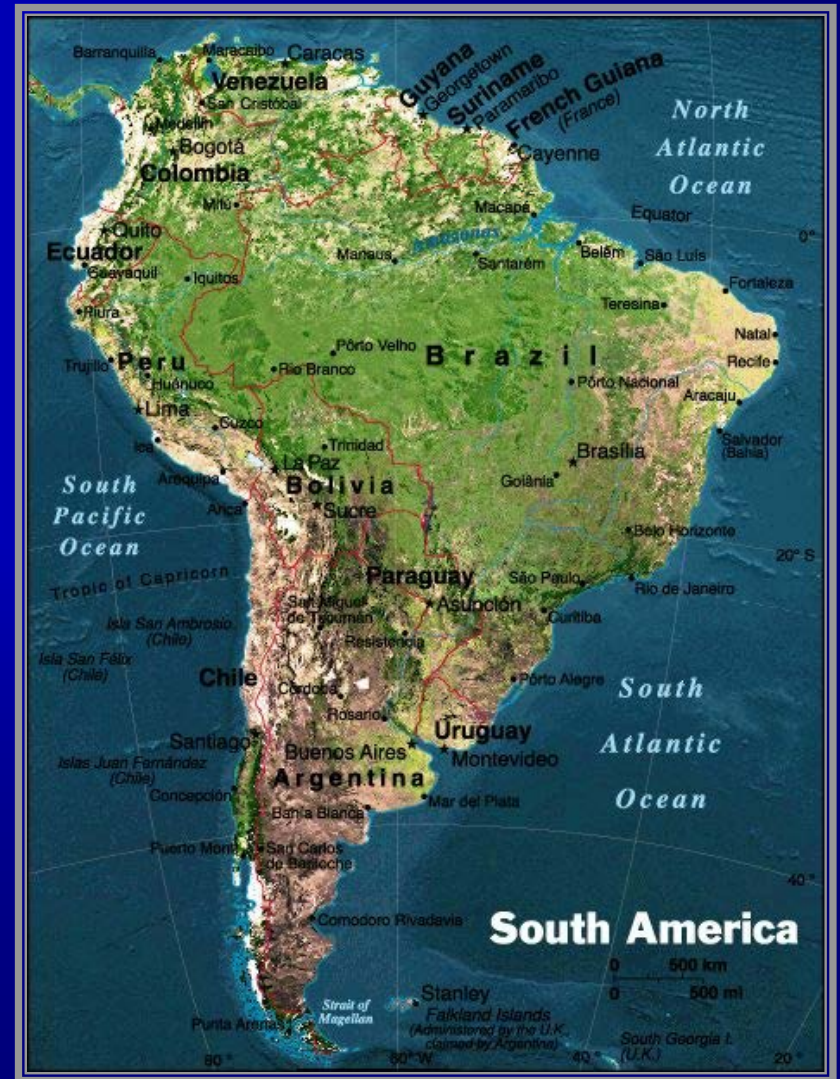 Barranquilla
Maracaibo
Caracas
Venezuela
San Cristóbal
Medellín
Bogotá
Colombia
Mitú
Guyana
Georgetown
Suriname
Paramaribo
French Guiana
(France)
Cayenne
North
Atlantic
Ocean
Macapá
Equator
0°
Quito
Ecuador
Guayaquil
Iquitos
Manaus
Amazonas
Santarém
Belém
São Luís
Fortaleza
Teresina
Piura
Natal
Pôrto Velho
Brazil
Recife
Trujillo
Peru
Rio Branco
Huánuco
Pôrto Nacional
Aracaju
Lima
Cuzco
Salvador
(Bahia)
Ica
Trinidad
Brasília
La Paz
Arequipa
Goiânia
South
Pacific
Ocean
Bolivia
Arica
Sucre
Belo Horizonte
20° S
Tropic of Capricorn
Paraguay
São Paulo
Rio de Janeiro
San Miguel
de Tucumán
Asunción
Isla San Ambrosio
(Chile)
Curitiba
Resistencia
Isla San Félix
(Chile)
Chile
Córdoba
Pôrto Alegre
South
Atlantic
Ocean
Rosario
Santiago
Uruguay
Buenos Aires
Montevideo
Islas Juan Fernández
(Chile)
Argentina
Concepción
Mar del Plata
Bahía Blanca
Puerto Montt
San Carlos
de Bariloche
40°
Comodoro Rivadavia
South America
0 500 km
0 500 mi
Strait of
Magellan
Stanley
Falkland Islands
(Administered by the U.K.,
claimed by Argentina)
Punta Arenas
South Georgia I.
(U.K.)
80°
60° W
40°
20°